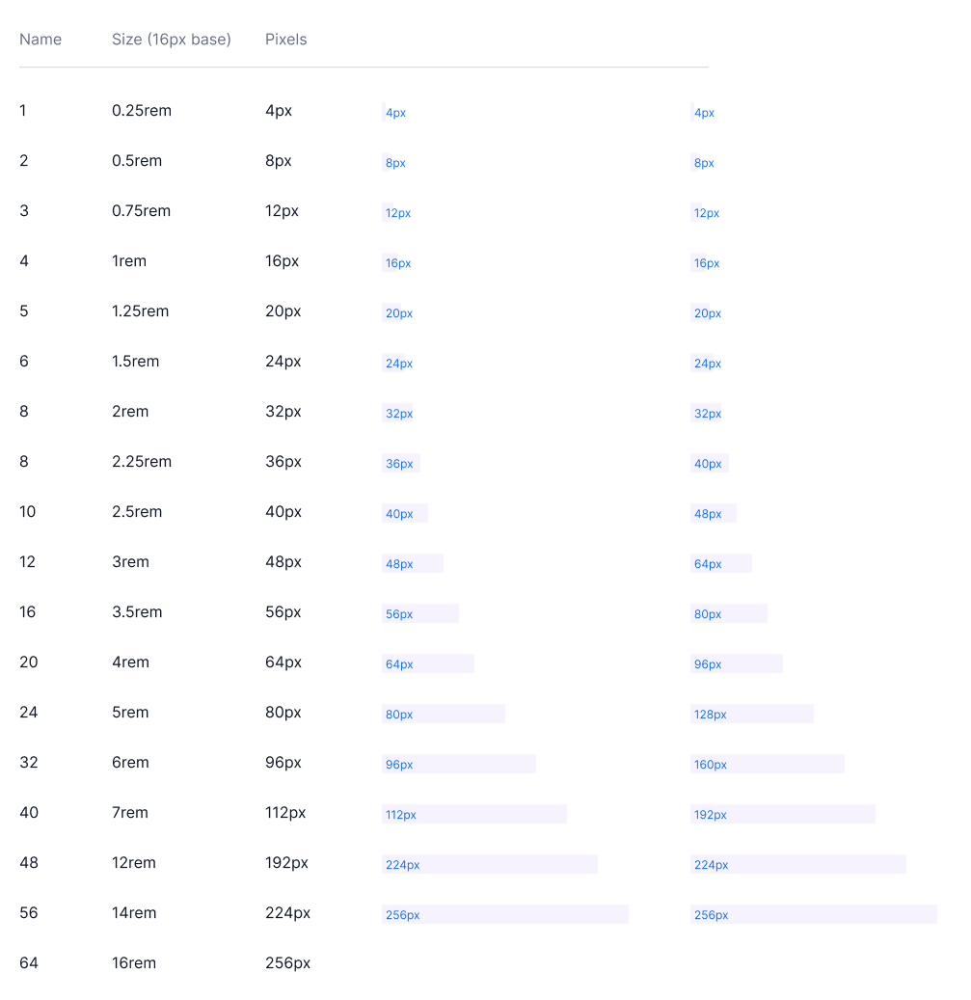 Name Size (16px base) Pixels
1 0.25rem 4px 4px 4px
2 0.5rem 8px 8px 8px
3 0.75rem 12px 12px 12px
4 1rem 16px 16px 16px
5 1.25rem 20px 20px 20px
6 1.5rem 24px 24px 24px
8 2rem 32px 32px 32px
8 2.25rem 36px 36px 40px
10 2.5rem 40px 40px 48px
12 3rem 48px 48px 64px
16 3.5rem 56px 56px 80px
20 4rem 64px 64px 96px
24 5rem 80px 80px 128px
32 6rem 96px 96px 160px
40 7rem 112px 112px 192px
48 12rem 192px 224px 224px
56 14rem 224px 256px 256px
64 16rem 256px